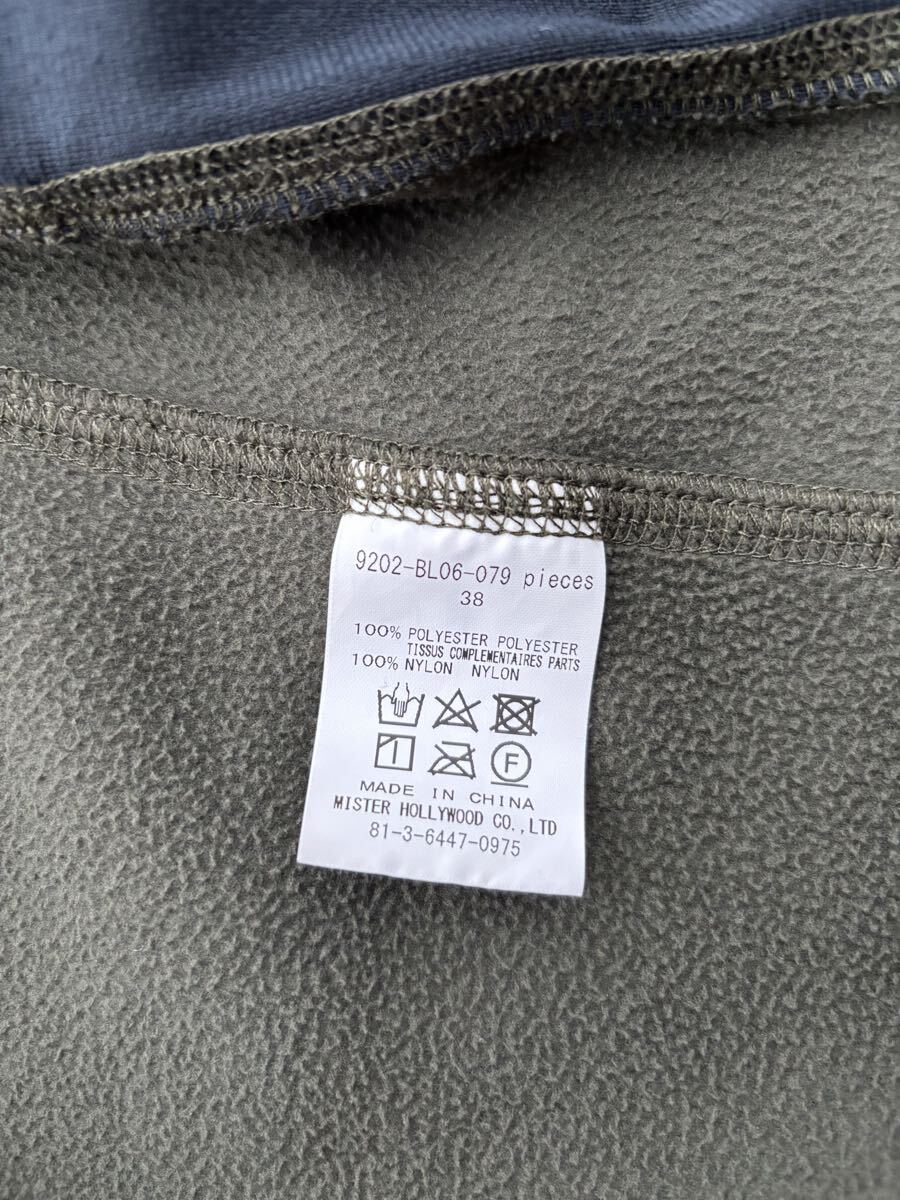 9202-BL06-079 pieces
38
100% POLYESTER POLYESTER
TISSUS COMPLEMENTAIRES PARTS
100% NYLON NYLON
F
MADE IN CHINA
MISTER HOLLYWOOD CO.,LTD
81-3-6447-0975